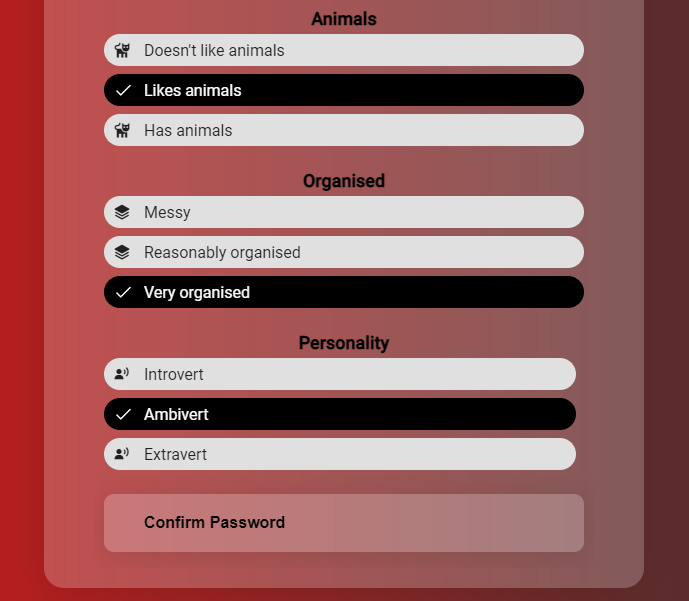 Animals
Doesn't like animals
Likes animals
Has animals
Organised
Messy
Reasonably organised
Very organised
Personality
Introvert
Ambivert
Extravert
Confirm Password